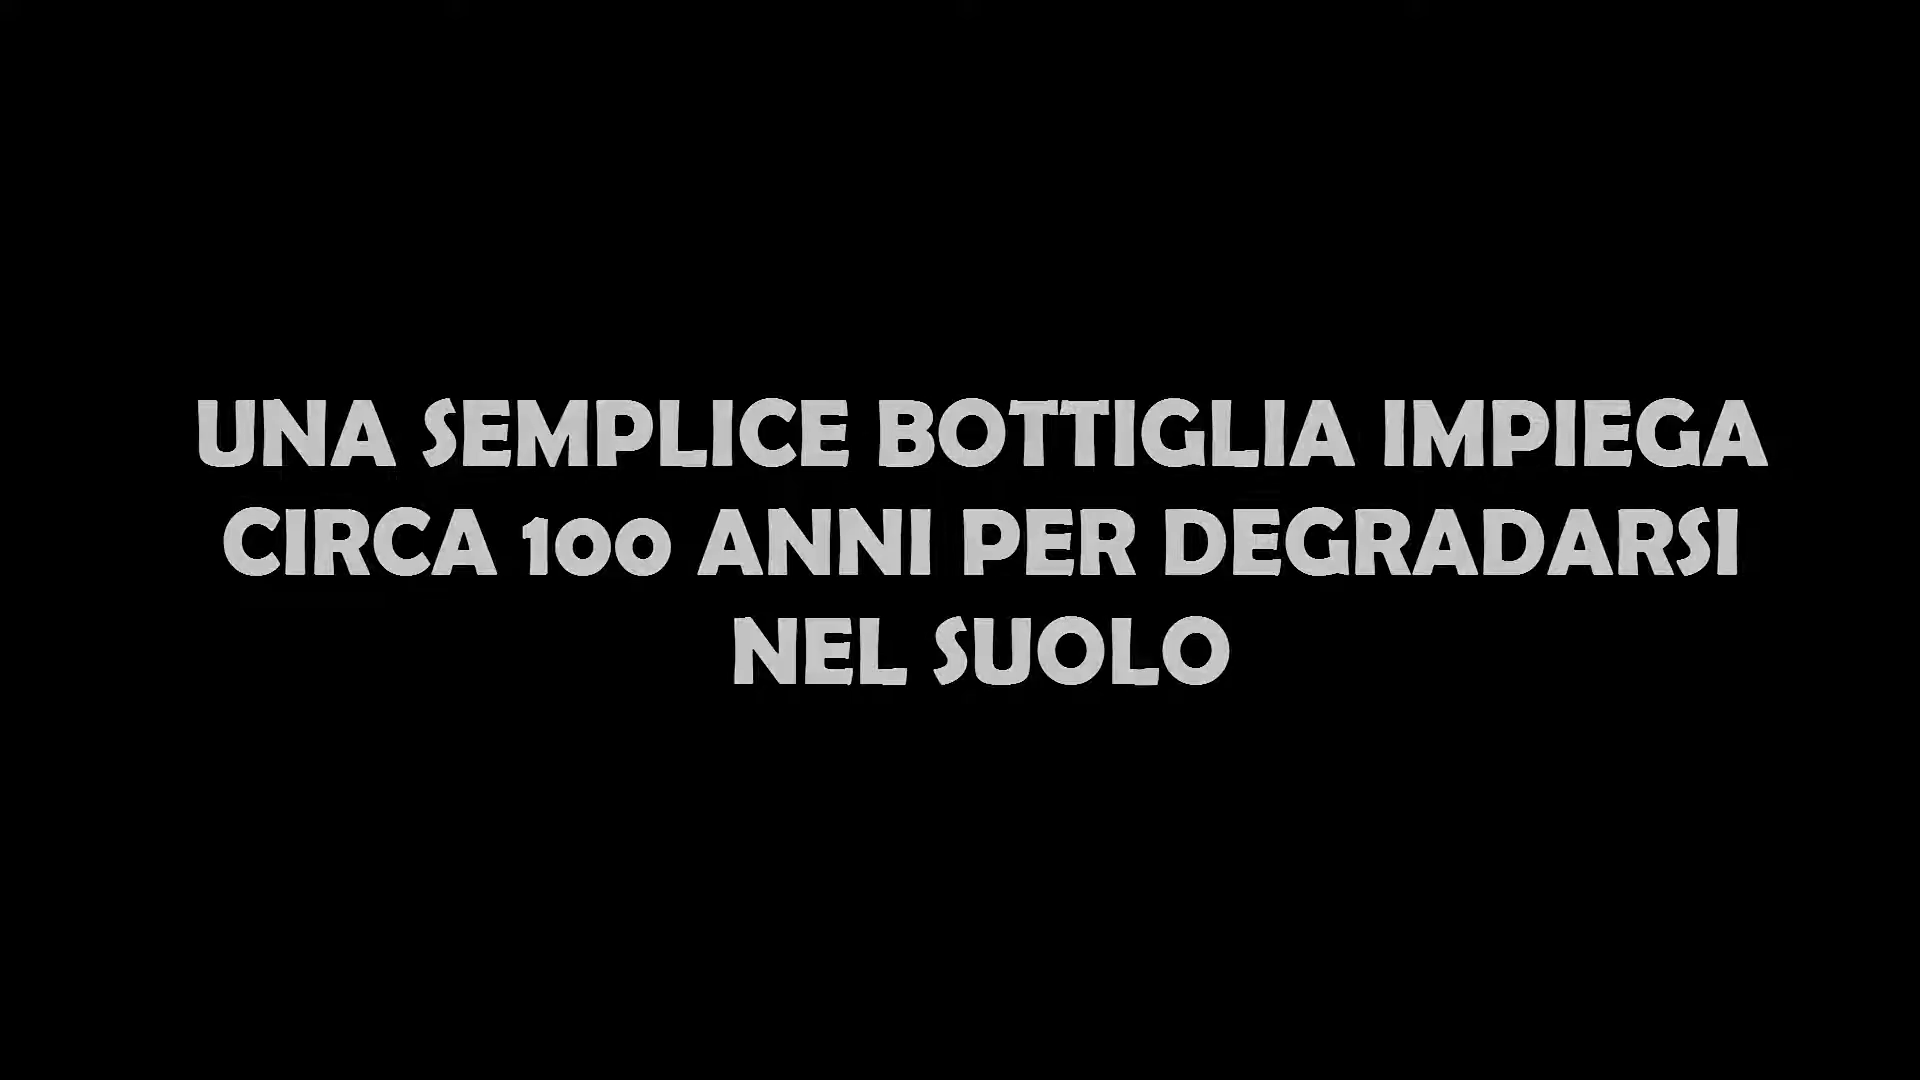 UNA SEMPLICE BOTTIGLIA IMPIEGA
CIRCA 100 ANNI PER DEGRADARSI
NEL SUOLO